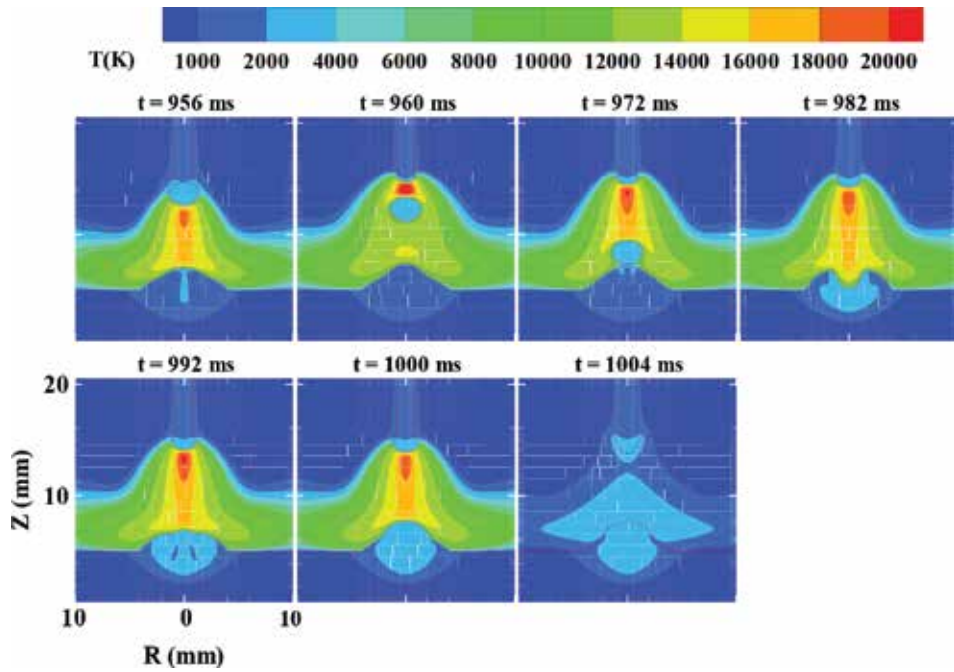 T(K) 1000 2000 4000 6000 8000 10000 12000 14000 16000 18000 20000
t = 956 ms t = 960 ms t = 972 ms t = 982 ms
t = 992 ms t = 1000 ms t = 1004 ms
20
10
Z (mm)
10 0 10
R (mm)